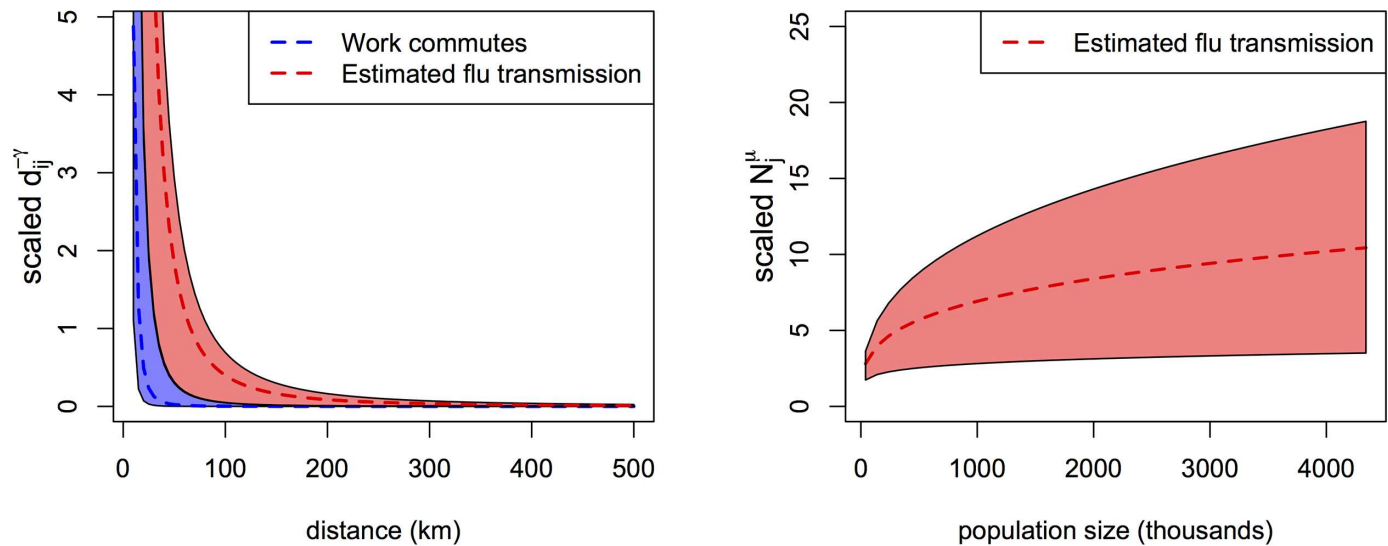 Work commutes
Estimated flu transmission
scaled d_{ij}^{-γ}
5
4
3
2
1
0
0 100 200 300 400 500
distance (km)
Estimated flu transmission
scaled N_j^μ
25
20
15
10
5
0
0 1000 2000 3000 4000
population size (thousands)